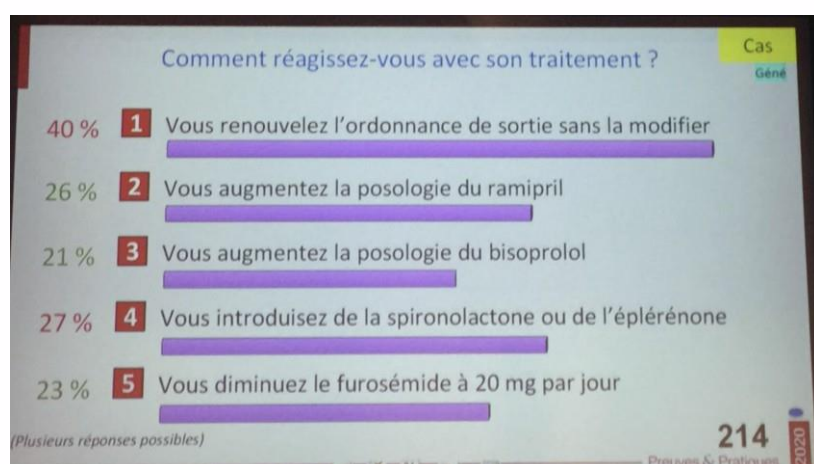 Comment réagissez-vous avec son traitement ?
Cas
Géné
40 % 1 Vous renouvelez l'ordonnance de sortie sans la modifier
26 % 2 Vous augmentez la posologie du ramipril
21 % 3 Vous augmentez la posologie du bisoprolol
27 % 4 Vous introduisez de la spironolactone ou de l'éplérénone
23 % 5 Vous diminuez le furosémide à 20 mg par jour
(Plusieurs réponses possibles)
214
Preuves & Pratiques
2020